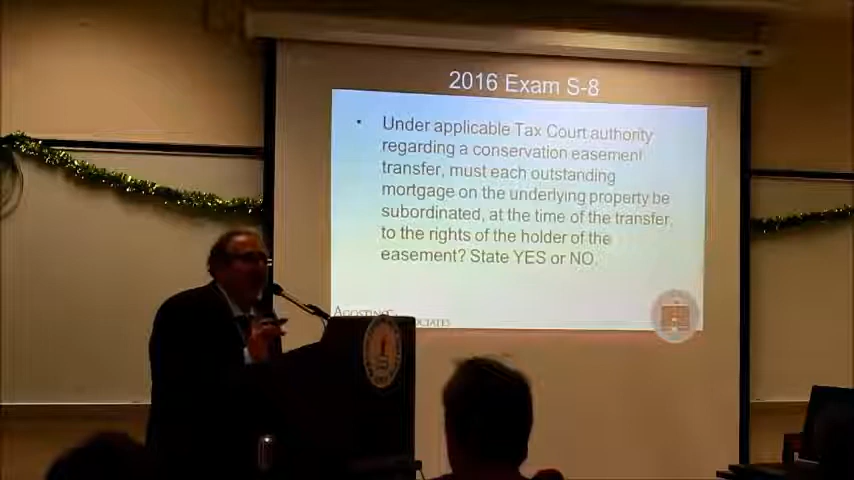 2016 Exam S-8
• Under applicable Tax Court authority
regarding a conservation easement
transfer, must each outstanding
mortgage on the underlying property be
subordinated, at the time of the transfer,
to the rights of the holder of the
easement? State YES or NO.